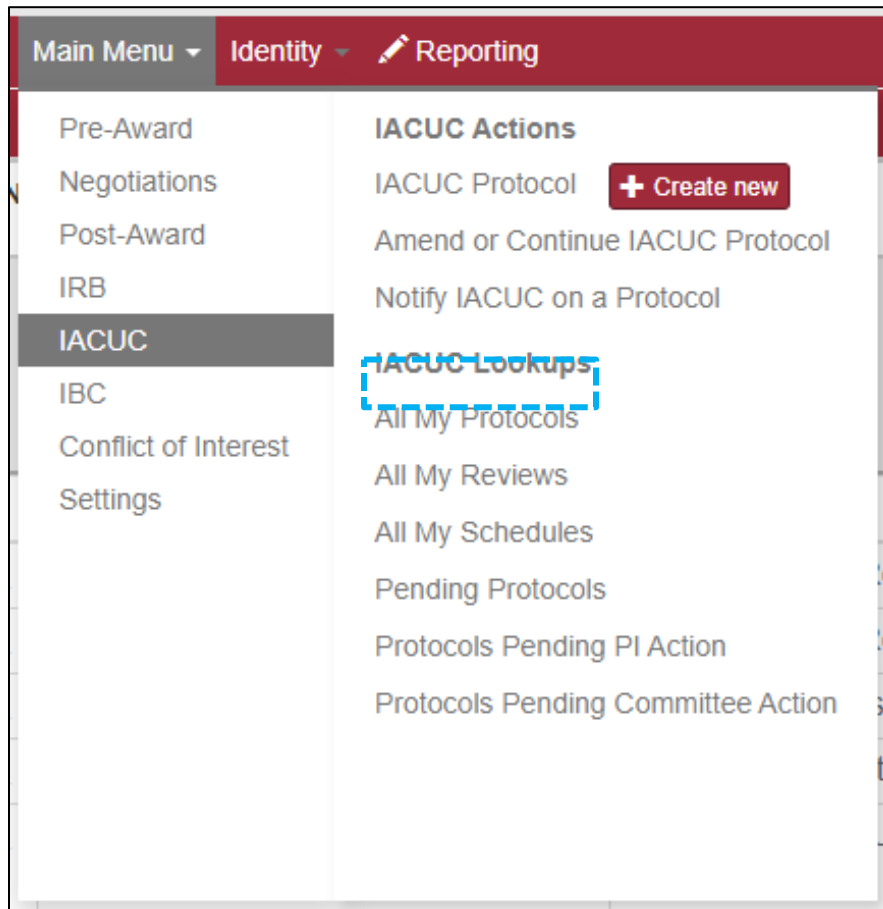 Main Menu Identity Reporting
Pre-Award
Negotiations
Post-Award
IRB
IACUC
IBC
Conflict of Interest
Settings
IACUC Actions
IACUC Protocol + Create new
Amend or Continue IACUC Protocol
Notify IACUC on a Protocol
IACUC Lookups
All My Protocols
All My Reviews
All My Schedules
Pending Protocols
Protocols Pending PI Action
Protocols Pending Committee Action